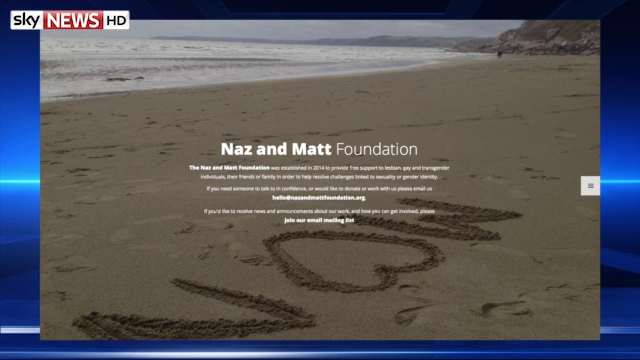 sky NEWS HD
Naz and Matt Foundation
The Naz and Matt Foundation was established in 2014 to provide free support to lesbian, gay and transgender
individuals, their friends or family in order to help resolve challenges linked to sexuality or gender identity.
If you need someone to talk to in confidence, or would like to donate or work with us please email us
hello@nazandmattfoundation.org.
If you'd like to receive news and announcements about our work, and how you can get involved, please
join our email mailing list